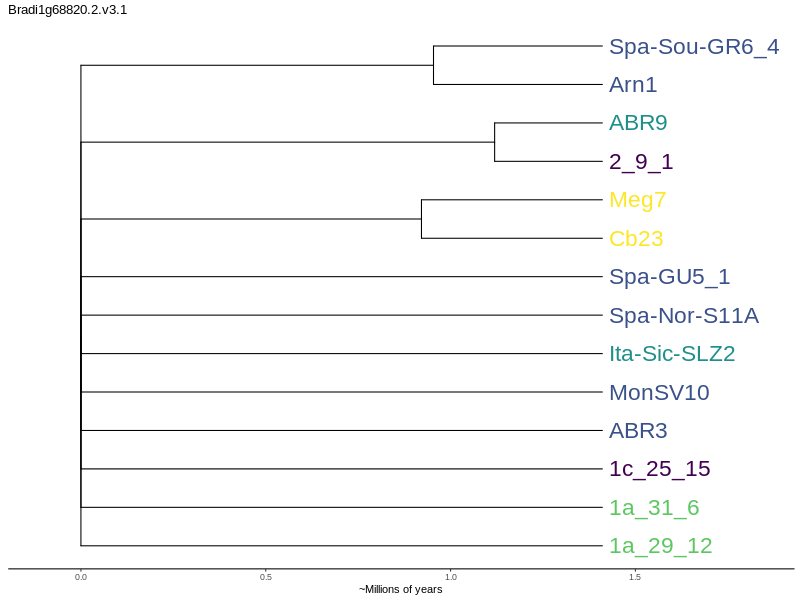 Bradi1g68820.2.v3.1
Spa-Sou-GR6_4
Arn1
ABR9
2_9_1
Meg7
Cb23
Spa-GU5_1
Spa-Nor-S11A
Ita-Sic-SLZ2
MonSV10
ABR3
1c_25_15
1a_31_6
1a_29_12
0.0 0.5 1.0 1.5
~Millions of years